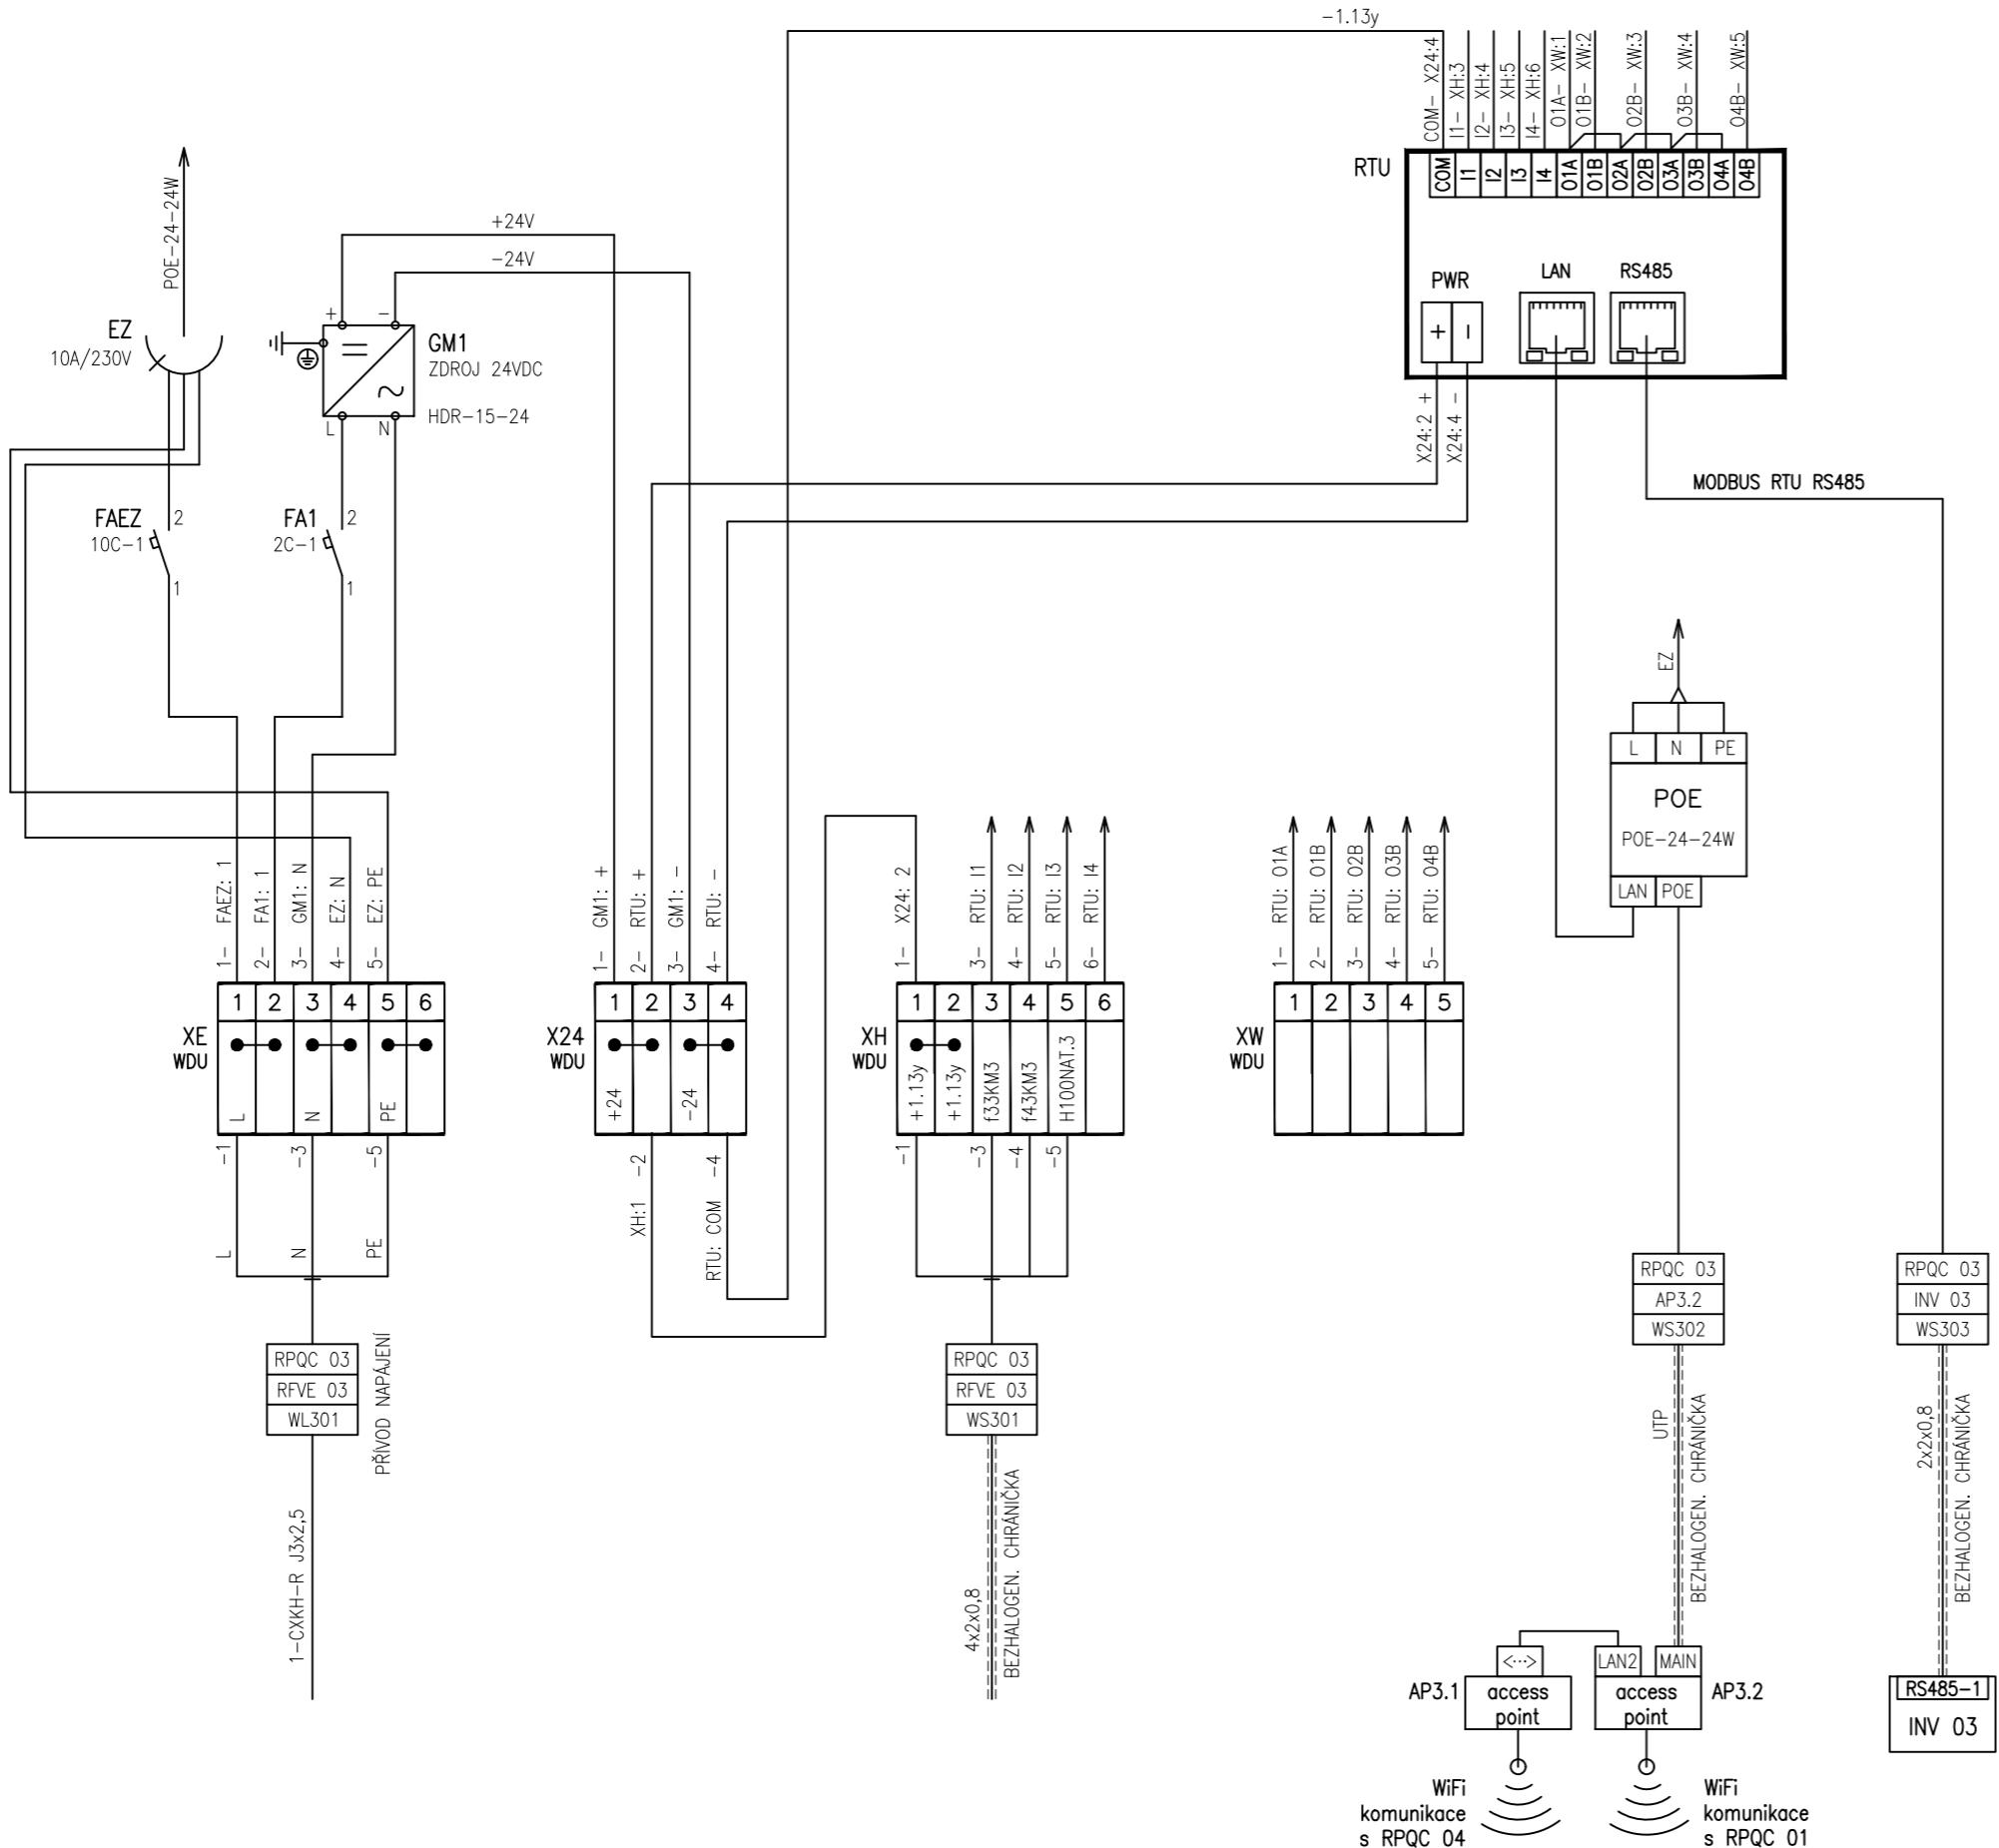 -1.13y
COM- X24:4
I1- XH:3
I2- XH:4
I3- XH:5
I4- XH:6
O1A- XW:1
O1B- XW:2
O2B- XW:3
O3B- XW:4
O4B- XW:5
RTU
COM
I1
I2
I3
I4
O1A
O1B
O2A
O2B
O3A
O3B
O4A
O4B
PWR
LAN
RS485
+
-
X24: 2 +
X24: 4 -
MODBUS RTU RS485
POE-24-24W
EZ
10A/230V
+24V
-24V
+
-
GM1
ZDROJ 24VDC
HDR-15-24
L
N
FAEZ
10C-1
2
1
FA1
2C-1
2
1
EZ
L
N
PE
POE
POE-24-24W
LAN
POE
1- FAEZ: 1
2- FA1: 1
3- GM1: N
4- EZ: N
5- EZ: PE
1- GM1: +
2- RTU: +
3- GM1: -
4- RTU: -
1- X24: 2
3- RTU: I1
4- RTU: I2
5- RTU: I3
6- RTU: I4
1- RTU: O1A
2- RTU: O1B
3- RTU: O2B
4- RTU: O3B
5- RTU: O4B
XE
WDU
1
2
3
4
5
6
L
N
PE
X24
WDU
1
2
3
4
+24
-24
XH
WDU
1
2
3
4
5
6
+1.13y
+1.13y
f33KM3
f43KM3
H100NAT.3
XW
WDU
1
2
3
4
5
-1
-3
-5
L
N
PE
XH:1 -2
RTU: COM -4
-1
-3
-4
-5
RPQC 03
RFVE 03
WL301
PŘÍVOD NAPÁJENÍ
1-CXKH-R J3x2,5
RPQC 03
RFVE 03
WS301
4x2x0,8
BEZHALOGEN. CHRÁNIČKA
RPQC 03
AP3.2
WS302
UTP
BEZHALOGEN. CHRÁNIČKA
RPQC 03
INV 03
WS303
2x2x0,8
BEZHALOGEN. CHRÁNIČKA
<···>
LAN2
MAIN
AP3.1
access
point
access
point
AP3.2
RS485-1
INV 03
WiFi
komunikace
s RPQC 04
WiFi
komunikace
s RPQC 01